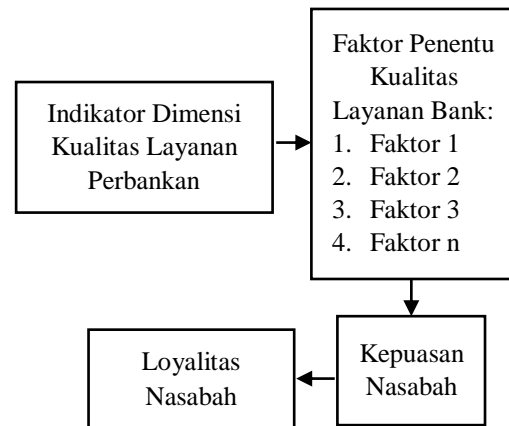 Indikator Dimensi
Kualitas Layanan
Perbankan
Faktor Penentu
Kualitas
Layanan Bank:
1. Faktor 1
2. Faktor 2
3. Faktor 3
4. Faktor n
Kepuasan
Nasabah
Loyalitas
Nasabah